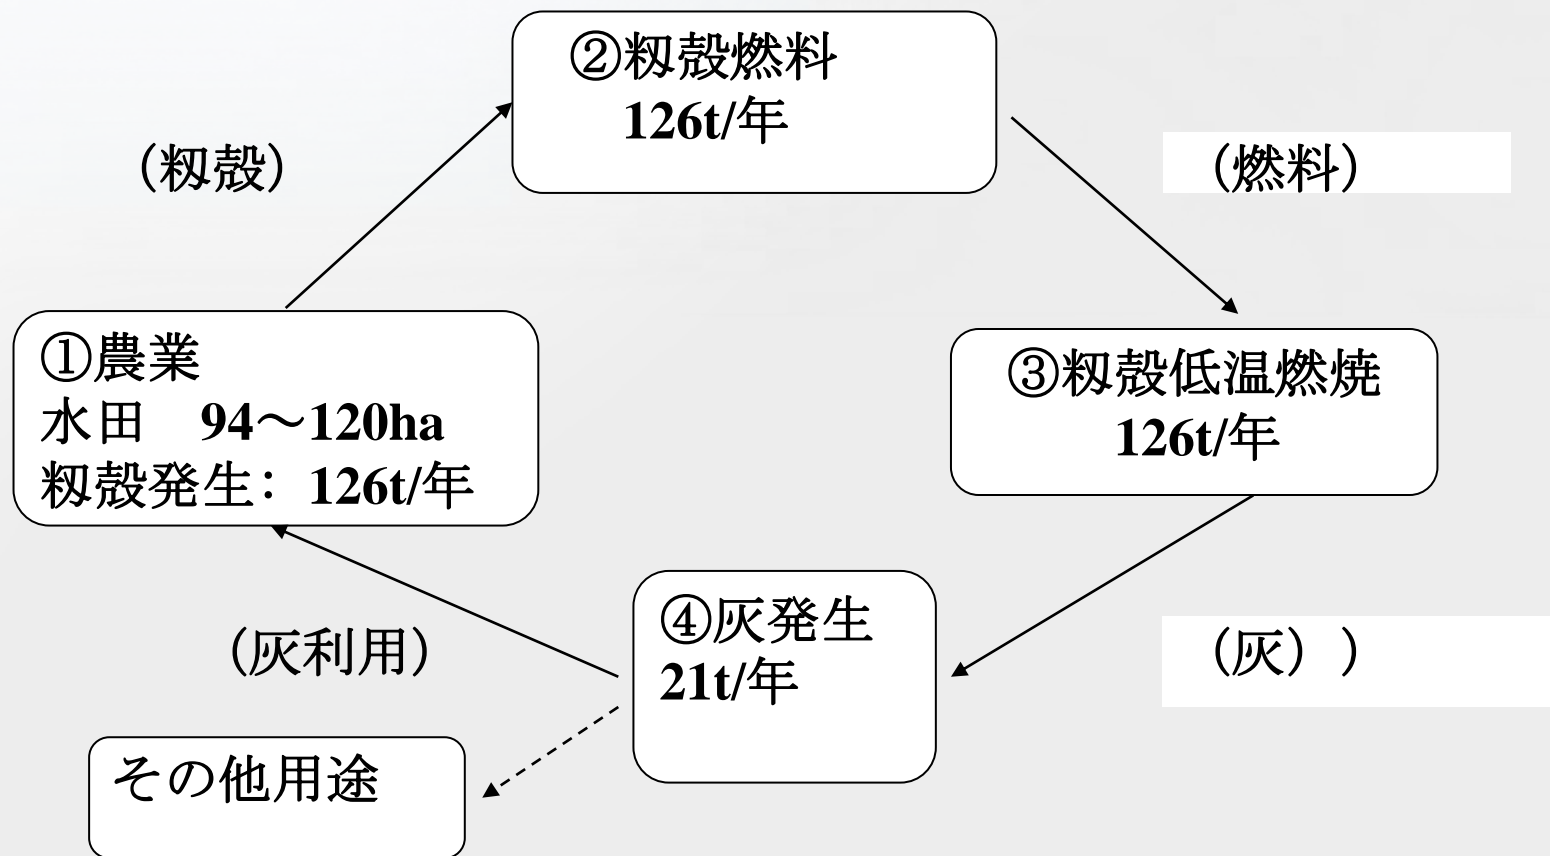 ②籾殻燃料
126t/年
（籾殻）
（燃料）
①農業
水田　94～120ha
籾殻発生：126t/年
③籾殻低温燃焼
126t/年
④灰発生
21t/年
（灰利用）
（灰））
その他用途